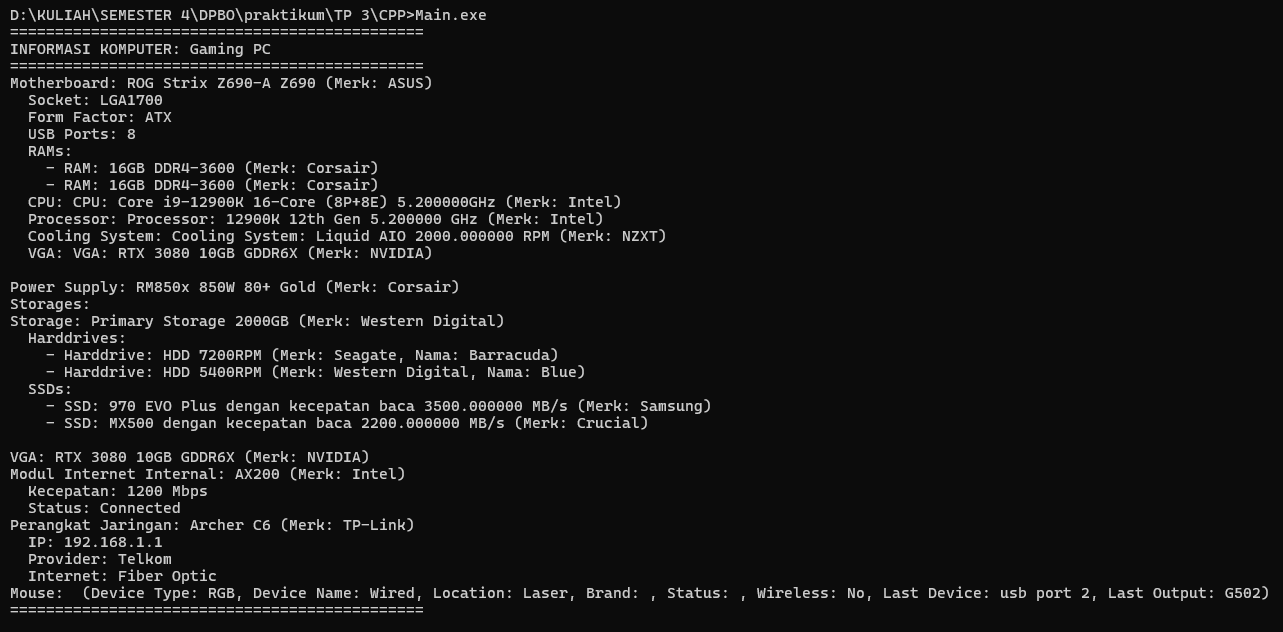 D:\KULIAH\SEMESTER 4\DPBO\praktikum\TP 3\CPP>Main.exe
==============================================
INFORMASI KOMPUTER: Gaming PC
==============================================
Motherboard: ROG Strix Z690-A Z690 (Merk: ASUS)
  Socket: LGA1700
  Form Factor: ATX
  USB Ports: 8
  RAMs:
    - RAM: 16GB DDR4-3600 (Merk: Corsair)
    - RAM: 16GB DDR4-3600 (Merk: Corsair)
  CPU: CPU: Core i9-12900K 16-Core (8P+8E) 5.200000GHz (Merk: Intel)
  Processor: Processor: 12900K 12th Gen 5.200000 GHz (Merk: Intel)
  Cooling System: Cooling System: Liquid AIO 2000.000000 RPM (Merk: NZXT)
  VGA: VGA: RTX 3080 10GB GDDR6X (Merk: NVIDIA)

Power Supply: RM850x 850W 80+ Gold (Merk: Corsair)
Storages:
Storage: Primary Storage 2000GB (Merk: Western Digital)
  Harddrives:
    - Harddrive: HDD 7200RPM (Merk: Seagate, Nama: Barracuda)
    - Harddrive: HDD 5400RPM (Merk: Western Digital, Nama: Blue)
  SSDs:
    - SSD: 970 EVO Plus dengan kecepatan baca 3500.000000 MB/s (Merk: Samsung)
    - SSD: MX500 dengan kecepatan baca 2200.000000 MB/s (Merk: Crucial)

VGA: RTX 3080 10GB GDDR6X (Merk: NVIDIA)
Modul Internet Internal: AX200 (Merk: Intel)
  Kecepatan: 1200 Mbps
  Status: Connected
Perangkat Jaringan: Archer C6 (Merk: TP-Link)
  IP: 192.168.1.1
  Provider: Telkom
  Internet: Fiber Optic
Mouse:  (Device Type: RGB, Device Name: Wired, Location: Laser, Brand: , Status: , Wireless: No, Last Device: usb port 2, Last Output: G502)
==============================================